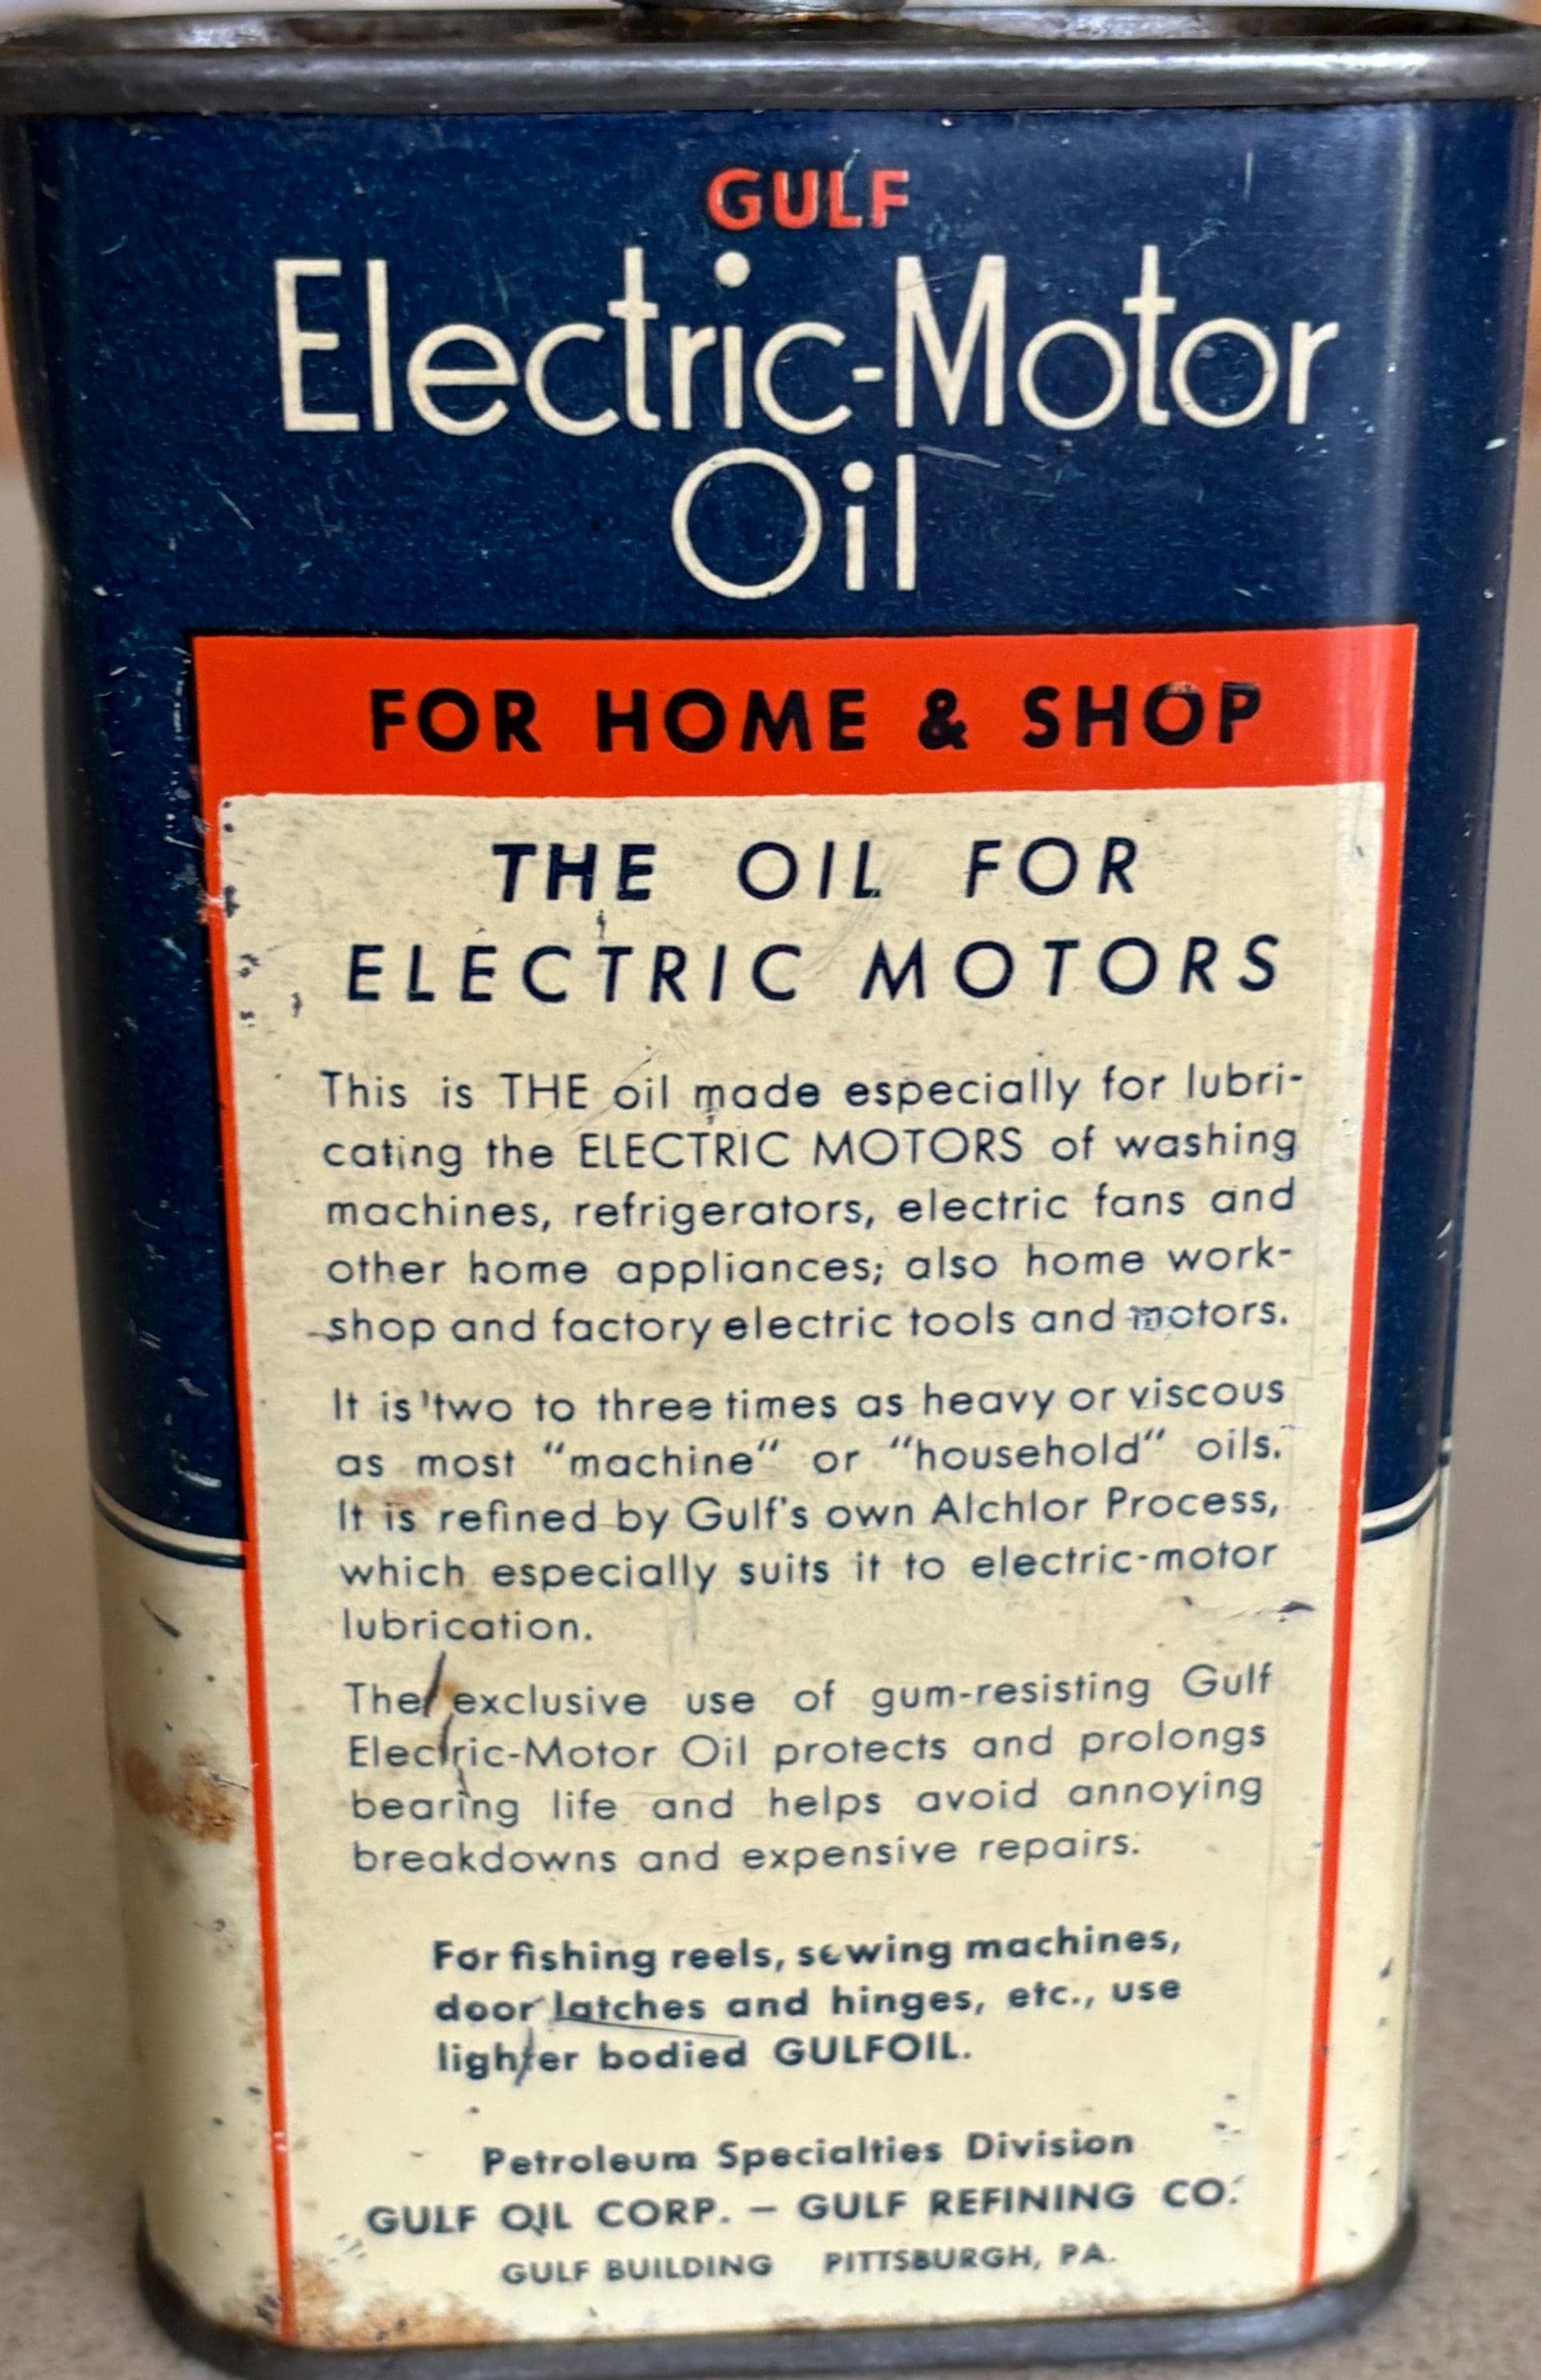 GULF
Electric-Motor
Oil
FOR HOME & SHOP
THE OIL FOR
ELECTRIC MOTORS
This is THE oil made especially for lubri-
cating the ELECTRIC MOTORS of washing
machines, refrigerators, electric fans and
other home appliances; also home work-
shop and factory electric tools and motors.
It is two to three times as heavy or viscous
as most "machine" or "household" oils.
It is refined by Gulf's own Alchlor Process,
which especially suits it to electric-motor
lubrication.
The exclusive use of gum-resisting Gulf
Electric-Motor Oil protects and prolongs
bearing life and helps avoid annoying
breakdowns and expensive repairs.
For fishing reels, sewing machines,
door latches and hinges, etc., use
lighter bodied GULFOIL.
Petroleum Specialties Division
GULF OIL CORP. — GULF REFINING CO.
GULF BUILDING PITTSBURGH, PA.